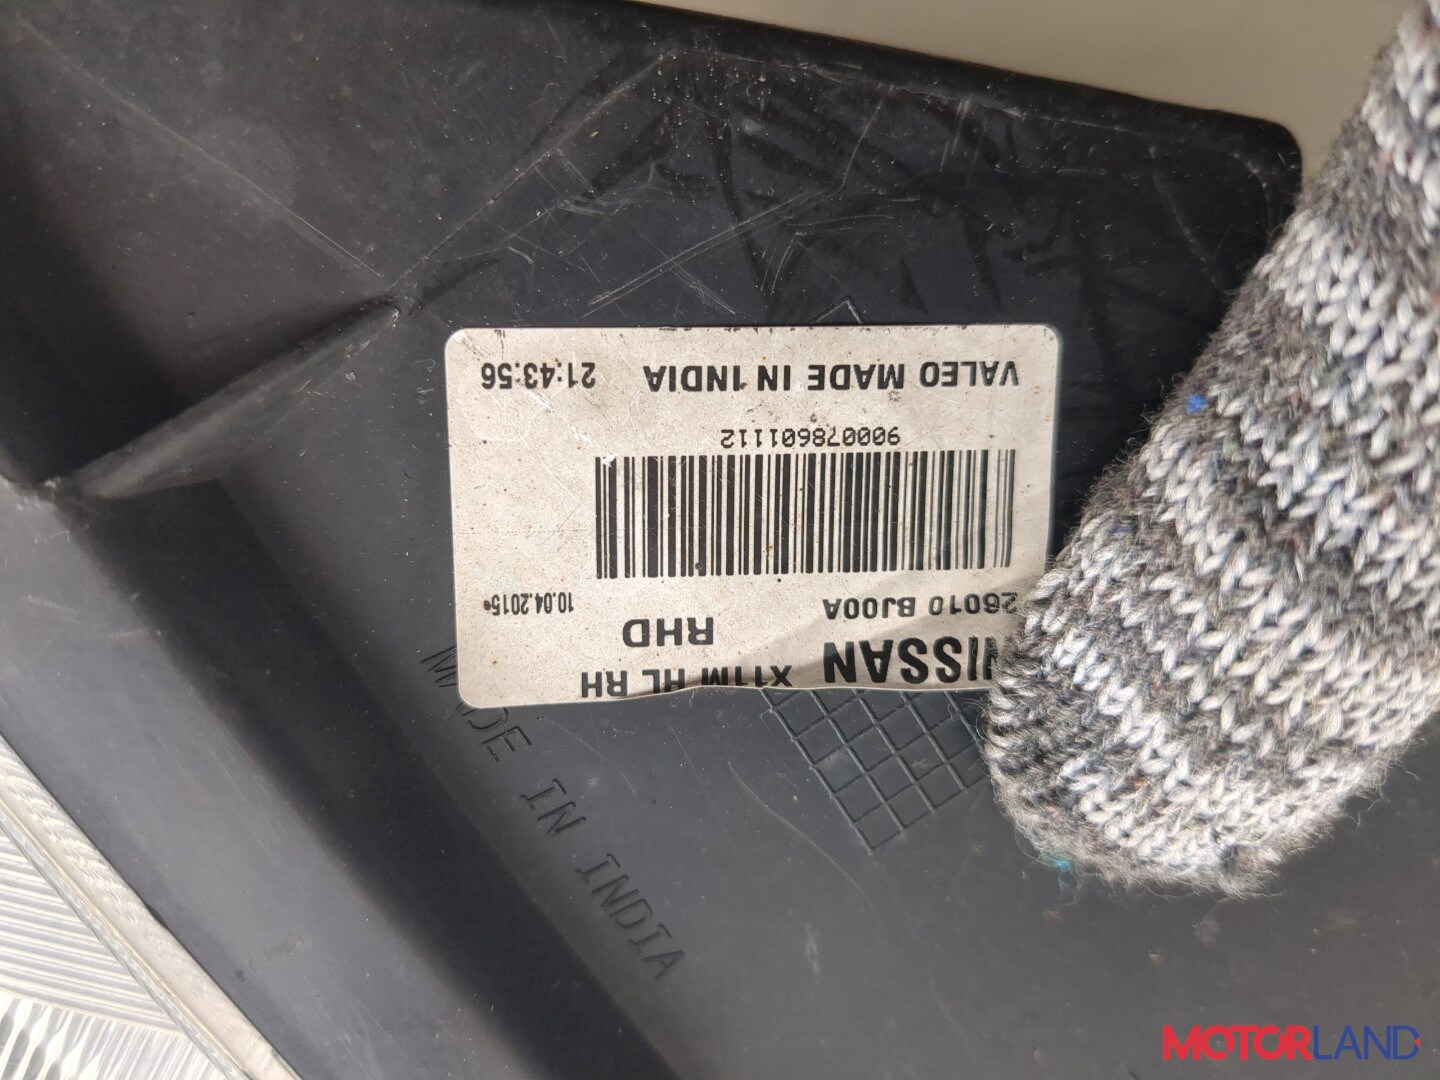 NISSAN X11M HL RH
26010 BJ00A RHD
10.04.2015*
900078601112
VALEO MADE IN INDIA 21:43:56
MADE IN INDIA
MOTORLAND